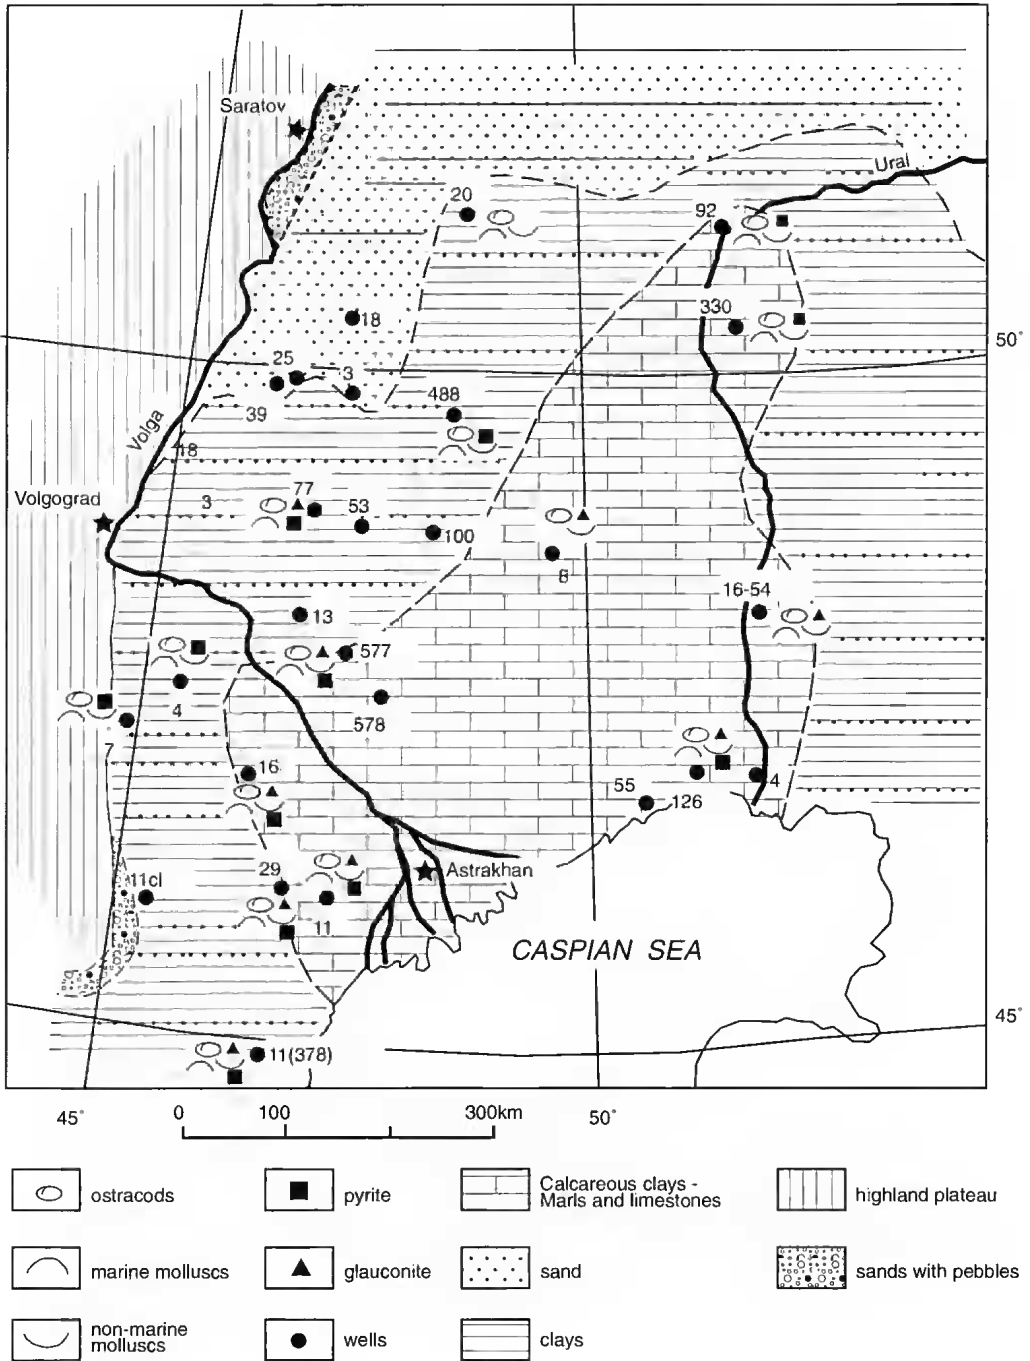 Saratov
Ural
20
92
18
330
50°
25
3
488
39
Volga
18
Volgograd
3
77
53
100
8
16-54
13
577
4
578
7
16
55
126
4
29
Astrakhan
11cl
11
CASPIAN SEA
45°
11(378)
45°
0
100
300km
50°
ostracods
pyrite
Calcareous clays -
Marls and limestones
highland plateau
marine molluscs
glauconite
sand
sands with pebbles
non-marine
molluscs
wells
clays